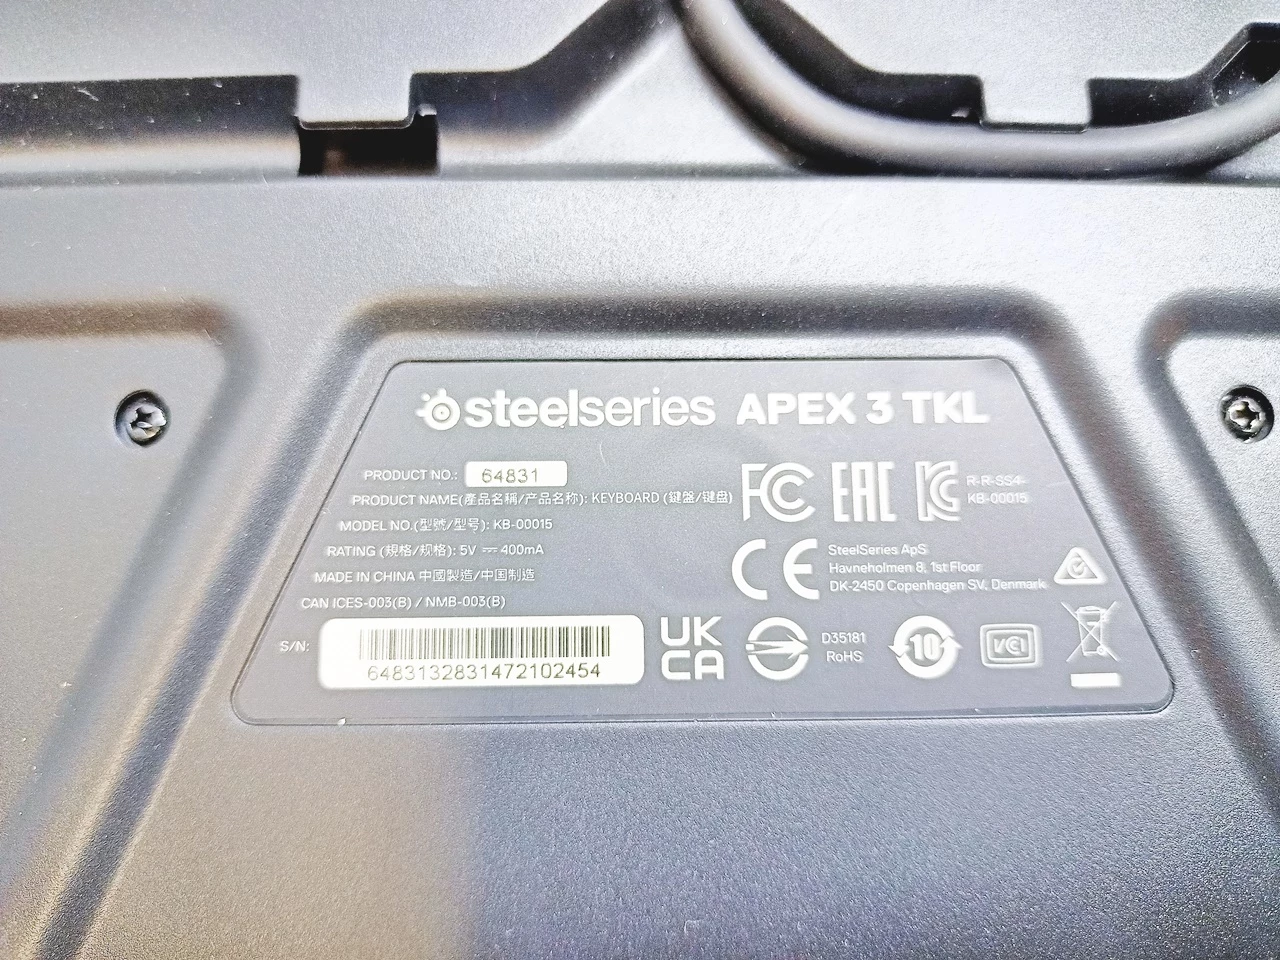 steelseries APEX 3 TKL
PRODUCT NO.: 64831
PRODUCT NAME(產品名稱/产品名称): KEYBOARD (鍵盤/键盘)
MODEL NO.(型號/型号): KB-00015
RATING (規格/规格): 5V ⎓ 400mA
MADE IN CHINA 中國製造/中国制造
CAN ICES-003(B) / NMB-003(B)
S/N:
6483132831472102454
FC EAC KC
R-R-SS4-
KB-00015
CE
SteelSeries ApS
Havneholmen 8, 1st Floor
DK-2450 Copenhagen SV, Denmark
UK
CA
D35181
RoHS
10
VCI